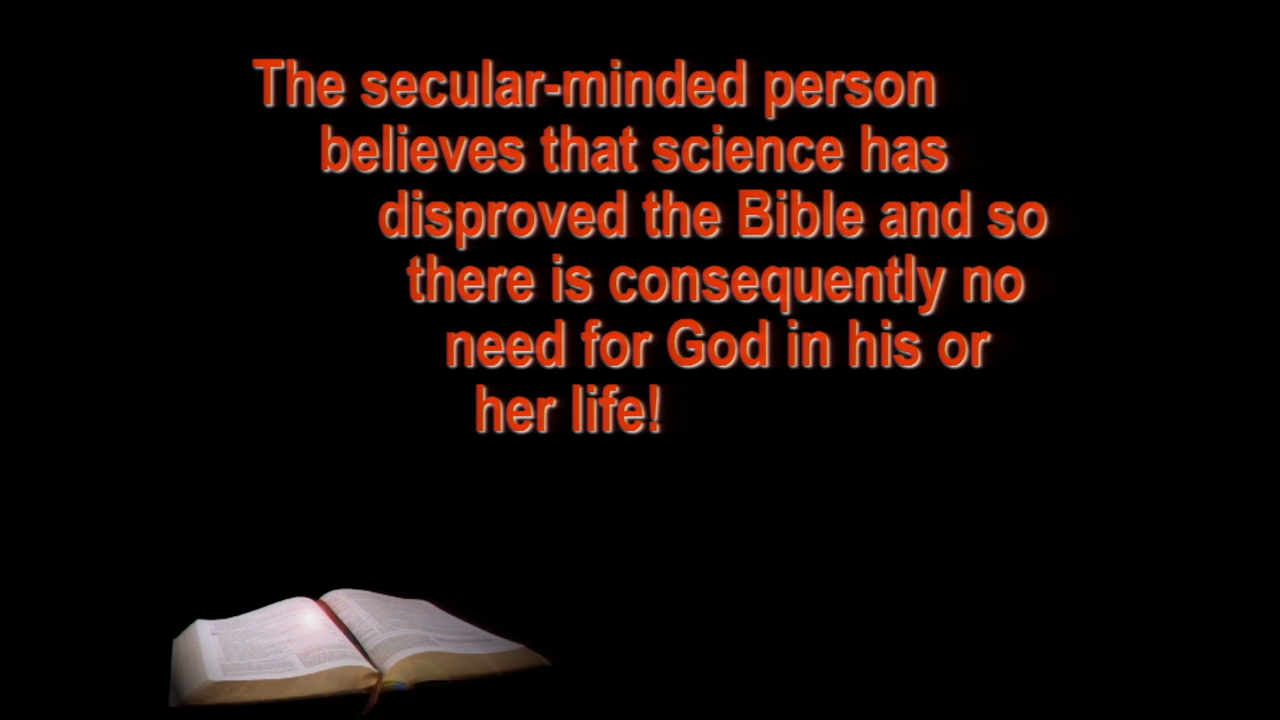 The secular-minded person
believes that science has
disproved the Bible and so
there is consequently no
need for God in his or
her life!